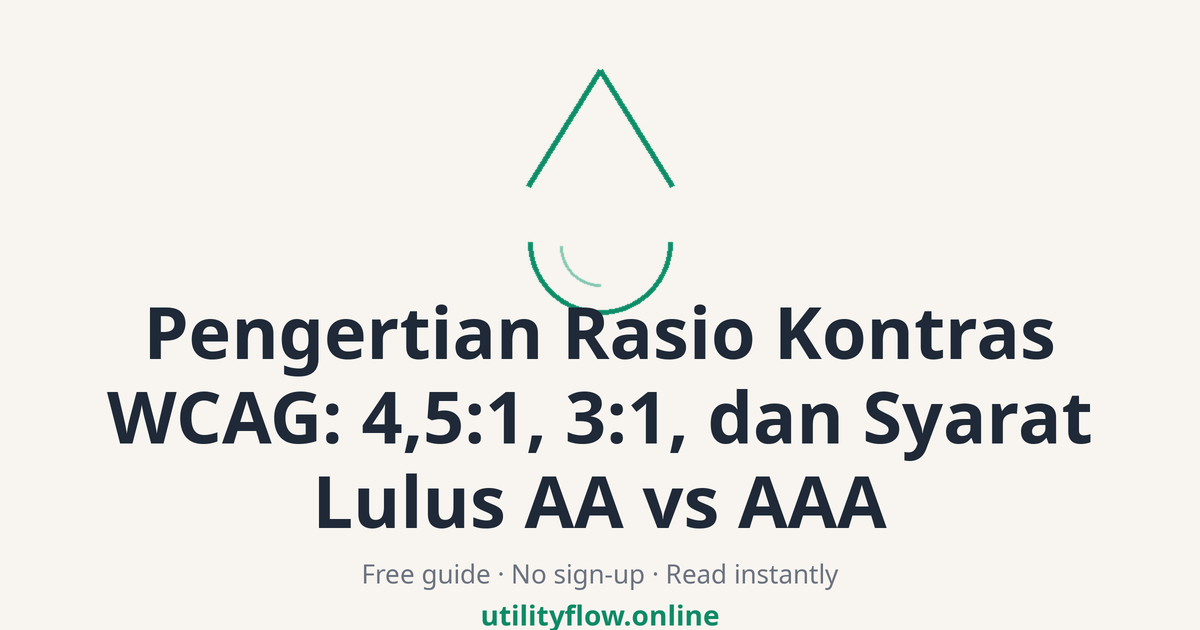 Pengertian Rasio Kontras
WCAG: 4,5:1, 3:1, dan Syarat
Lulus AA vs AAA
Free guide · No sign-up · Read instantly
utilityflow.online